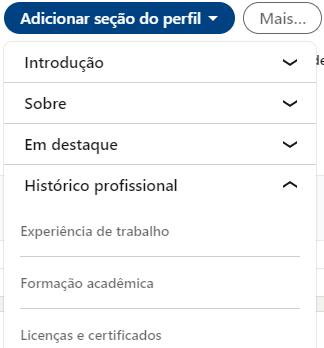 Adicionar seção do perfil
Mais...
Introdução
Sobre
Em destaque
Histórico profissional
Experiência de trabalho
Formação acadêmica
Licenças e certificados